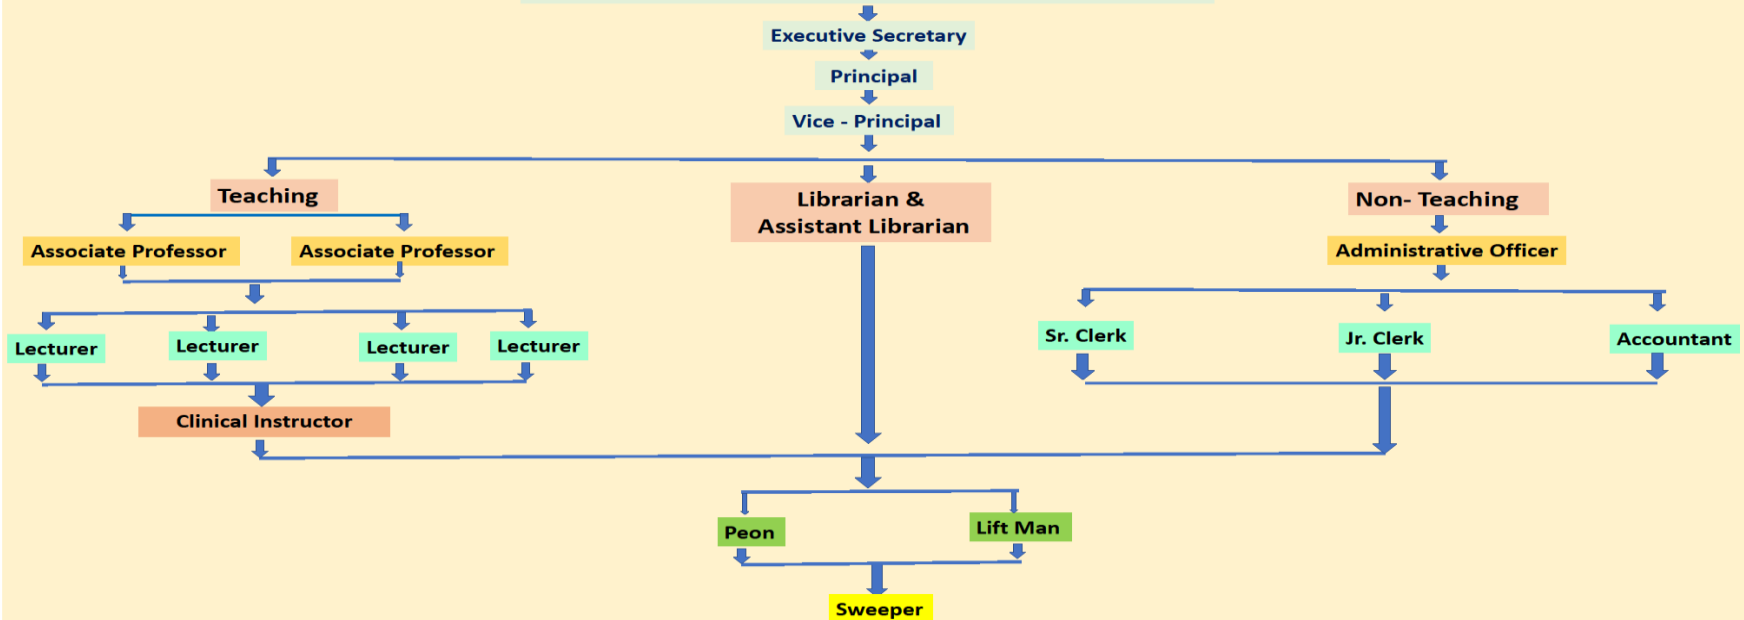 Executive Secretary
Principal
Vice - Principal
Teaching
Librarian &
Assistant Librarian
Non- Teaching
Associate Professor
Associate Professor
Administrative Officer
Lecturer
Lecturer
Lecturer
Lecturer
Sr. Clerk
Jr. Clerk
Accountant
Clinical Instructor
Peon
Lift Man
Sweeper